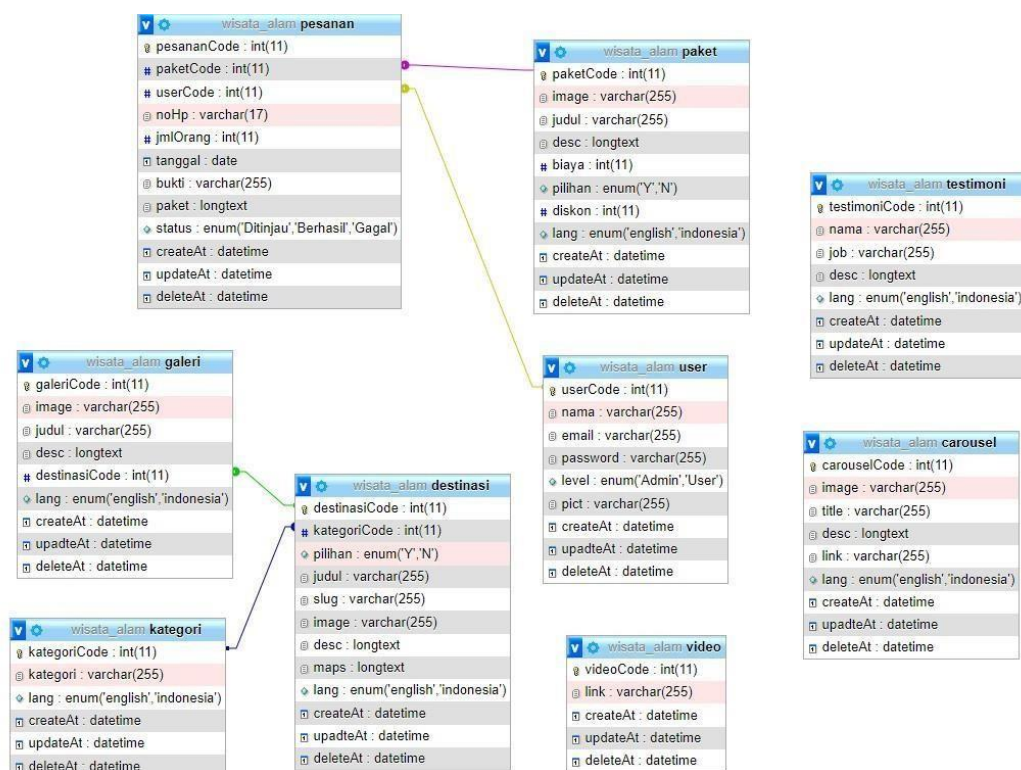 wisata_alam pesanan
pesananCode : int(11)
paketCode : int(11)
userCode : int(11)
noHp : varchar(17)
jmlOrang : int(11)
tanggal : date
bukti : varchar(255)
paket : longtext
status : enum('Ditinjau','Berhasil','Gagal')
createAt : datetime
updateAt : datetime
deleteAt : datetime
wisata_alam paket
paketCode : int(11)
image : varchar(255)
judul : varchar(255)
desc : longtext
biaya : int(11)
pilihan : enum('Y','N')
diskon : int(11)
lang : enum('english','indonesia')
createAt : datetime
updateAt : datetime
deleteAt : datetime
wisata_alam testimoni
testimoniCode : int(11)
nama : varchar(255)
job : varchar(255)
desc : longtext
lang : enum('english','indonesia')
createAt : datetime
updateAt : datetime
deleteAt : datetime
wisata_alam galeri
galeriCode : int(11)
image : varchar(255)
judul : varchar(255)
desc : longtext
destinasiCode : int(11)
lang : enum('english','indonesia')
createAt : datetime
upadteAt : datetime
deleteAt : datetime
wisata_alam user
userCode : int(11)
nama : varchar(255)
email : varchar(255)
password : varchar(255)
level : enum('Admin','User')
pict : varchar(255)
createAt : datetime
upadteAt : datetime
deleteAt : datetime
wisata_alam carousel
carouselCode : int(11)
image : varchar(255)
title : varchar(255)
desc : longtext
link : varchar(255)
lang : enum('english','indonesia')
createAt : datetime
upadteAt : datetime
deleteAt : datetime
wisata_alam destinasi
destinasiCode : int(11)
kategoriCode : int(11)
pilihan : enum('Y','N')
judul : varchar(255)
slug : varchar(255)
image : varchar(255)
desc : longtext
maps : longtext
lang : enum('english','indonesia')
createAt : datetime
upadteAt : datetime
deleteAt : datetime
wisata_alam kategori
kategoriCode : int(11)
kategori : varchar(255)
lang : enum('english','indonesia')
createAt : datetime
updateAt : datetime
deleteAt : datetime
wisata_alam video
videoCode : int(11)
link : varchar(255)
createAt : datetime
updateAt : datetime
deleteAt : datetime